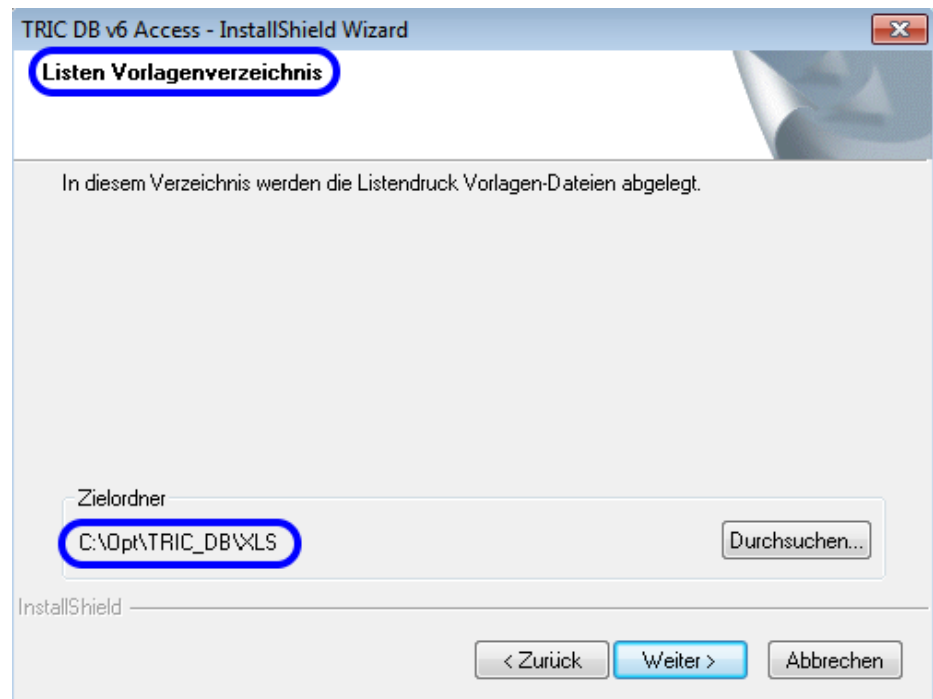 TRIC DB v6 Access - InstallShield Wizard
Listen Vorlagenverzeichnis
In diesem Verzeichnis werden die Listendruck Vorlagen-Dateien abgelegt.
Zielordner
C:\Opt\TRIC_DB\XLS
Durchsuchen...
InstallShield
< Zurück
Weiter >
Abbrechen